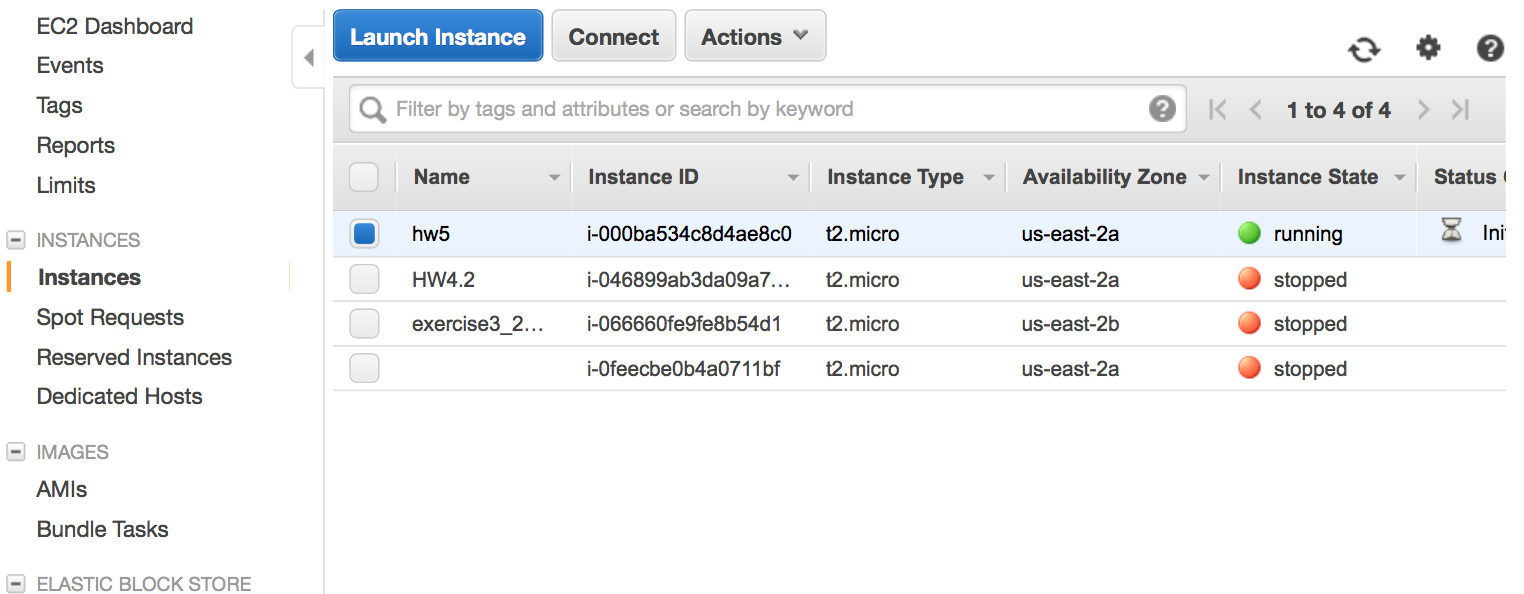 EC2 Dashboard
Events
Tags
Reports
Limits
INSTANCES
Instances
Spot Requests
Reserved Instances
Dedicated Hosts
IMAGES
AMIs
Bundle Tasks
ELASTIC BLOCK STORE
Launch Instance Connect Actions
Filter by tags and attributes or search by keyword 1 to 4 of 4
Name Instance ID Instance Type Availability Zone Instance State Status
hw5 i-000ba534c8d4ae8c0 t2.micro us-east-2a running Ini
HW4.2 i-046899ab3da09a7... t2.micro us-east-2a stopped
exercise3_2... i-066660fe9fe8b54d1 t2.micro us-east-2b stopped
i-0feecbe0b4a0711bf t2.micro us-east-2a stopped